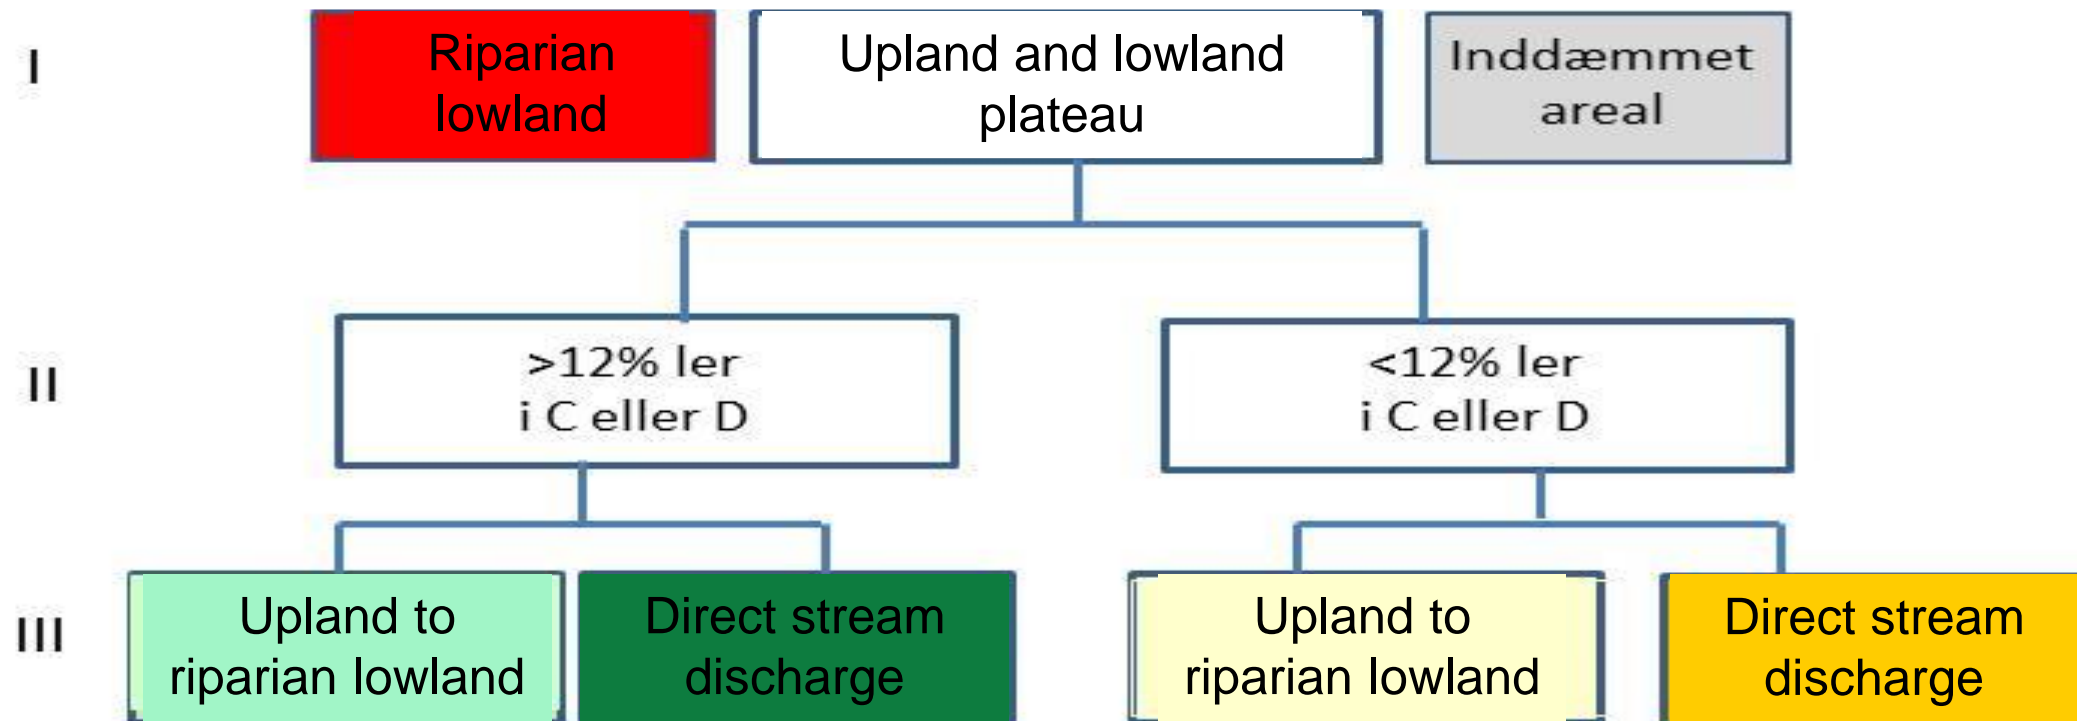 I
Riparian
lowland
Upland and lowland
plateau
Inddæmmet
areal
II
>12% ler
i C eller D
<12% ler
i C eller D
III
Upland to
riparian lowland
Direct stream
discharge
Upland to
riparian lowland
Direct stream
discharge